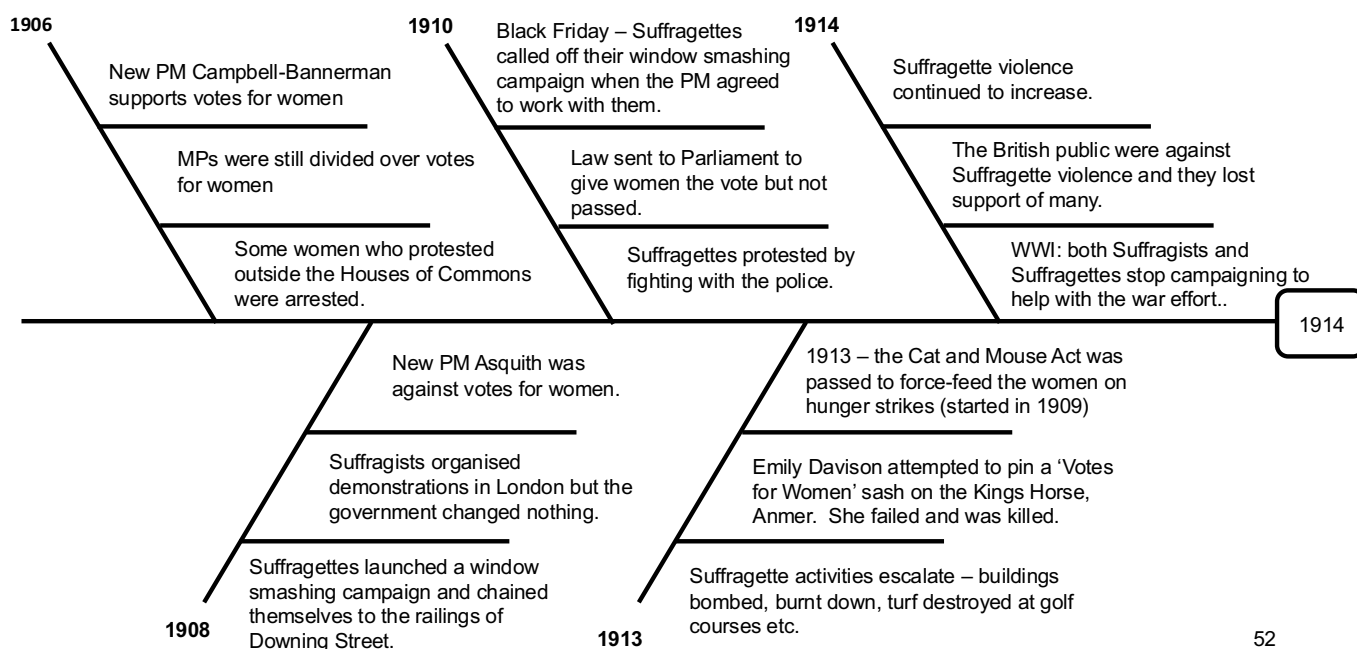 1906
New PM Campbell-Bannerman
supports votes for women
MPs were still divided over votes
for women
Some women who protested
outside the Houses of Commons
were arrested.
1910
Black Friday – Suffragettes
called off their window smashing
campaign when the PM agreed
to work with them.
Law sent to Parliament to
give women the vote but not
passed.
Suffragettes protested by
fighting with the police.
1914
Suffragette violence
continued to increase.
The British public were against
Suffragette violence and they lost
support of many.
WWI: both Suffragists and
Suffragettes stop campaigning to
help with the war effort..
1914
New PM Asquith was
against votes for women.
Suffragists organised
demonstrations in London but the
government changed nothing.
Suffragettes launched a window
smashing campaign and chained
themselves to the railings of
Downing Street.
1908
1913 – the Cat and Mouse Act was
passed to force-feed the women on
hunger strikes (started in 1909)
Emily Davison attempted to pin a ‘Votes
for Women’ sash on the Kings Horse,
Anmer. She failed and was killed.
Suffragette activities escalate – buildings
bombed, burnt down, turf destroyed at golf
courses etc.
1913
52